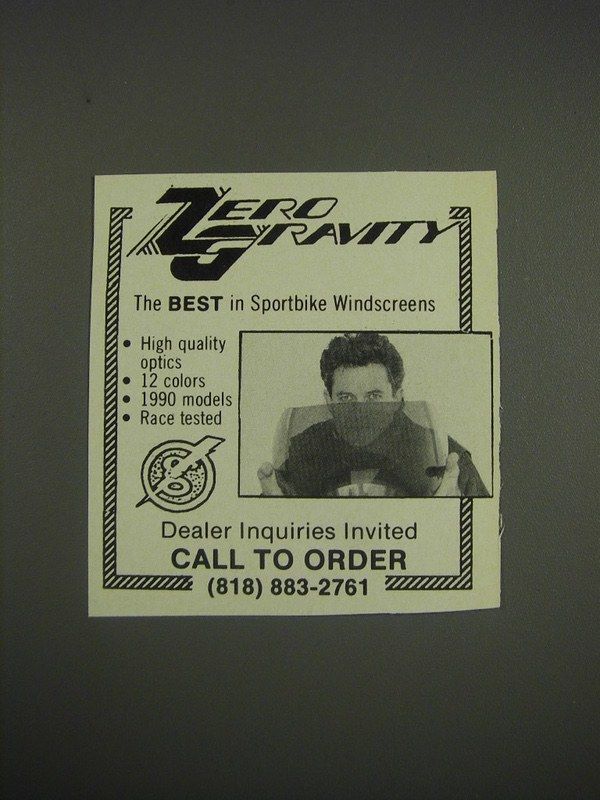 ZERO
GRAVITY
The BEST in Sportbike Windscreens
• High quality
optics
• 12 colors
• 1990 models
• Race tested
Dealer Inquiries Invited
CALL TO ORDER
(818) 883-2761